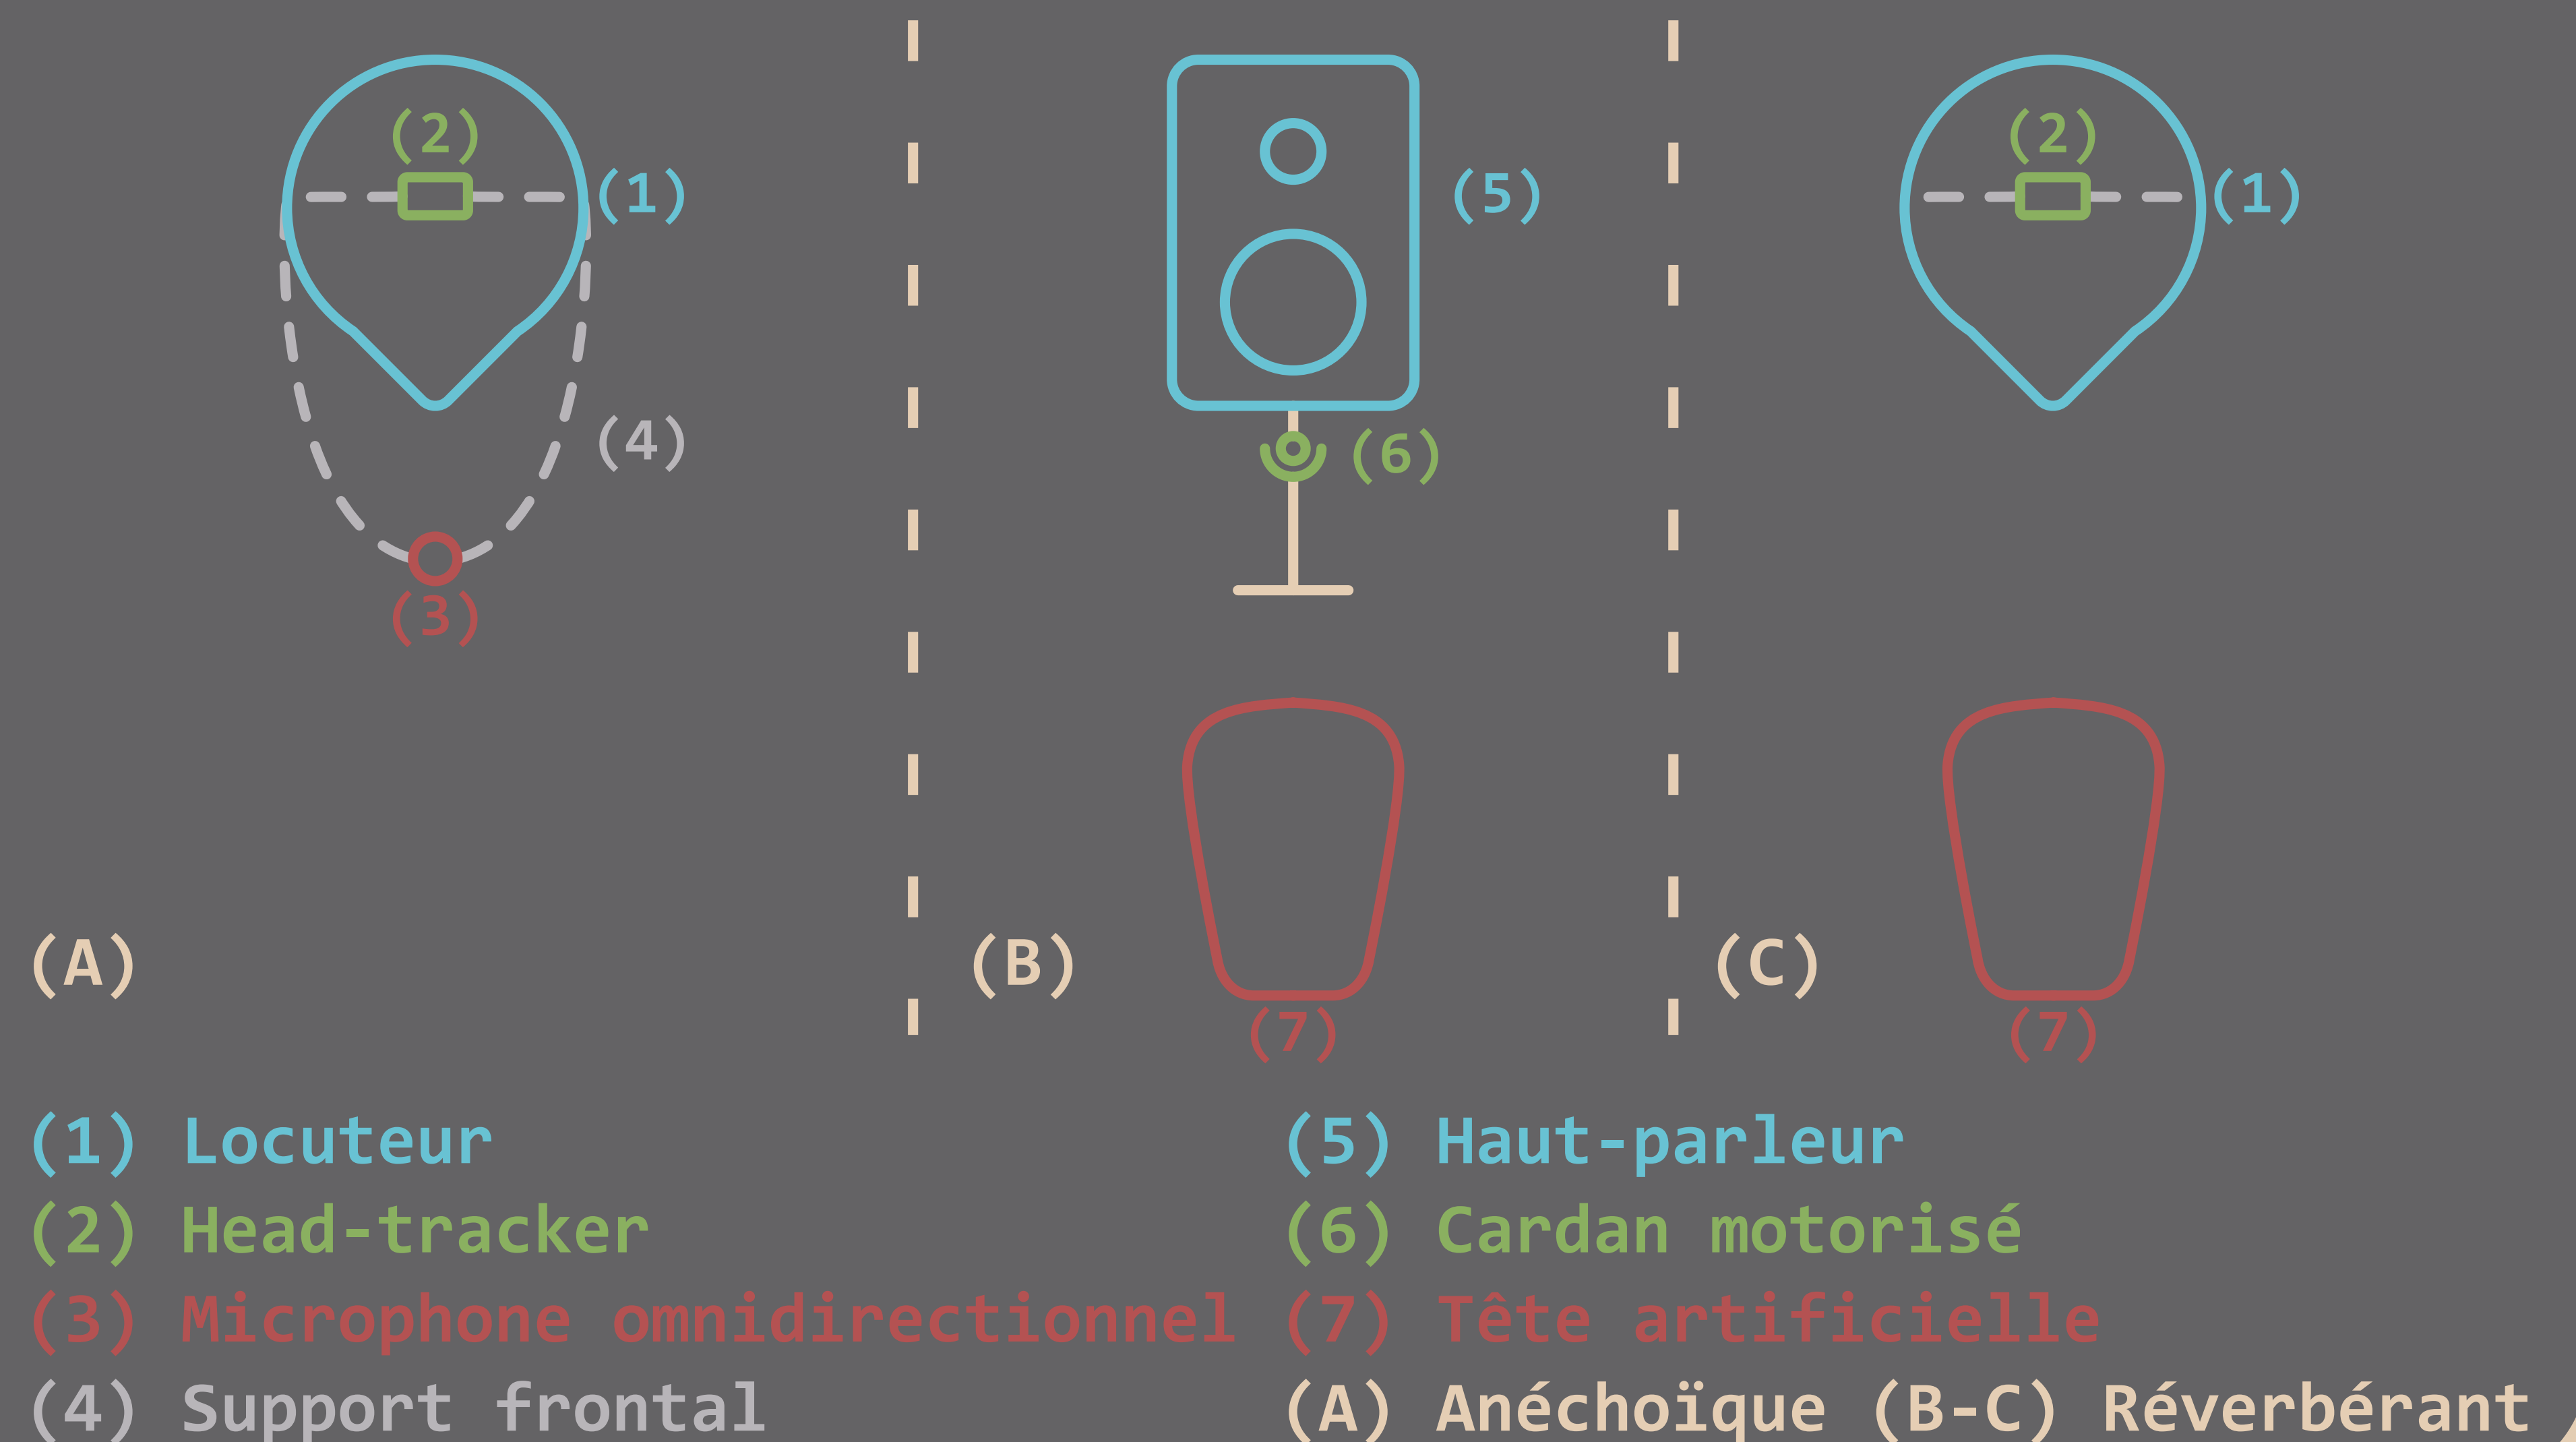 (2)
(1)
(4)
(3)
(A)
(5)
(6)
(B)
(7)
(2)
(1)
(C)
(7)
(1) Locuteur
(2) Head-tracker
(3) Microphone omnidirectionnel
(4) Support frontal
(5) Haut-parleur
(6) Cardan motorisé
(7) Tête artificielle
(A) Anéchoïque (B-C) Réverbérant